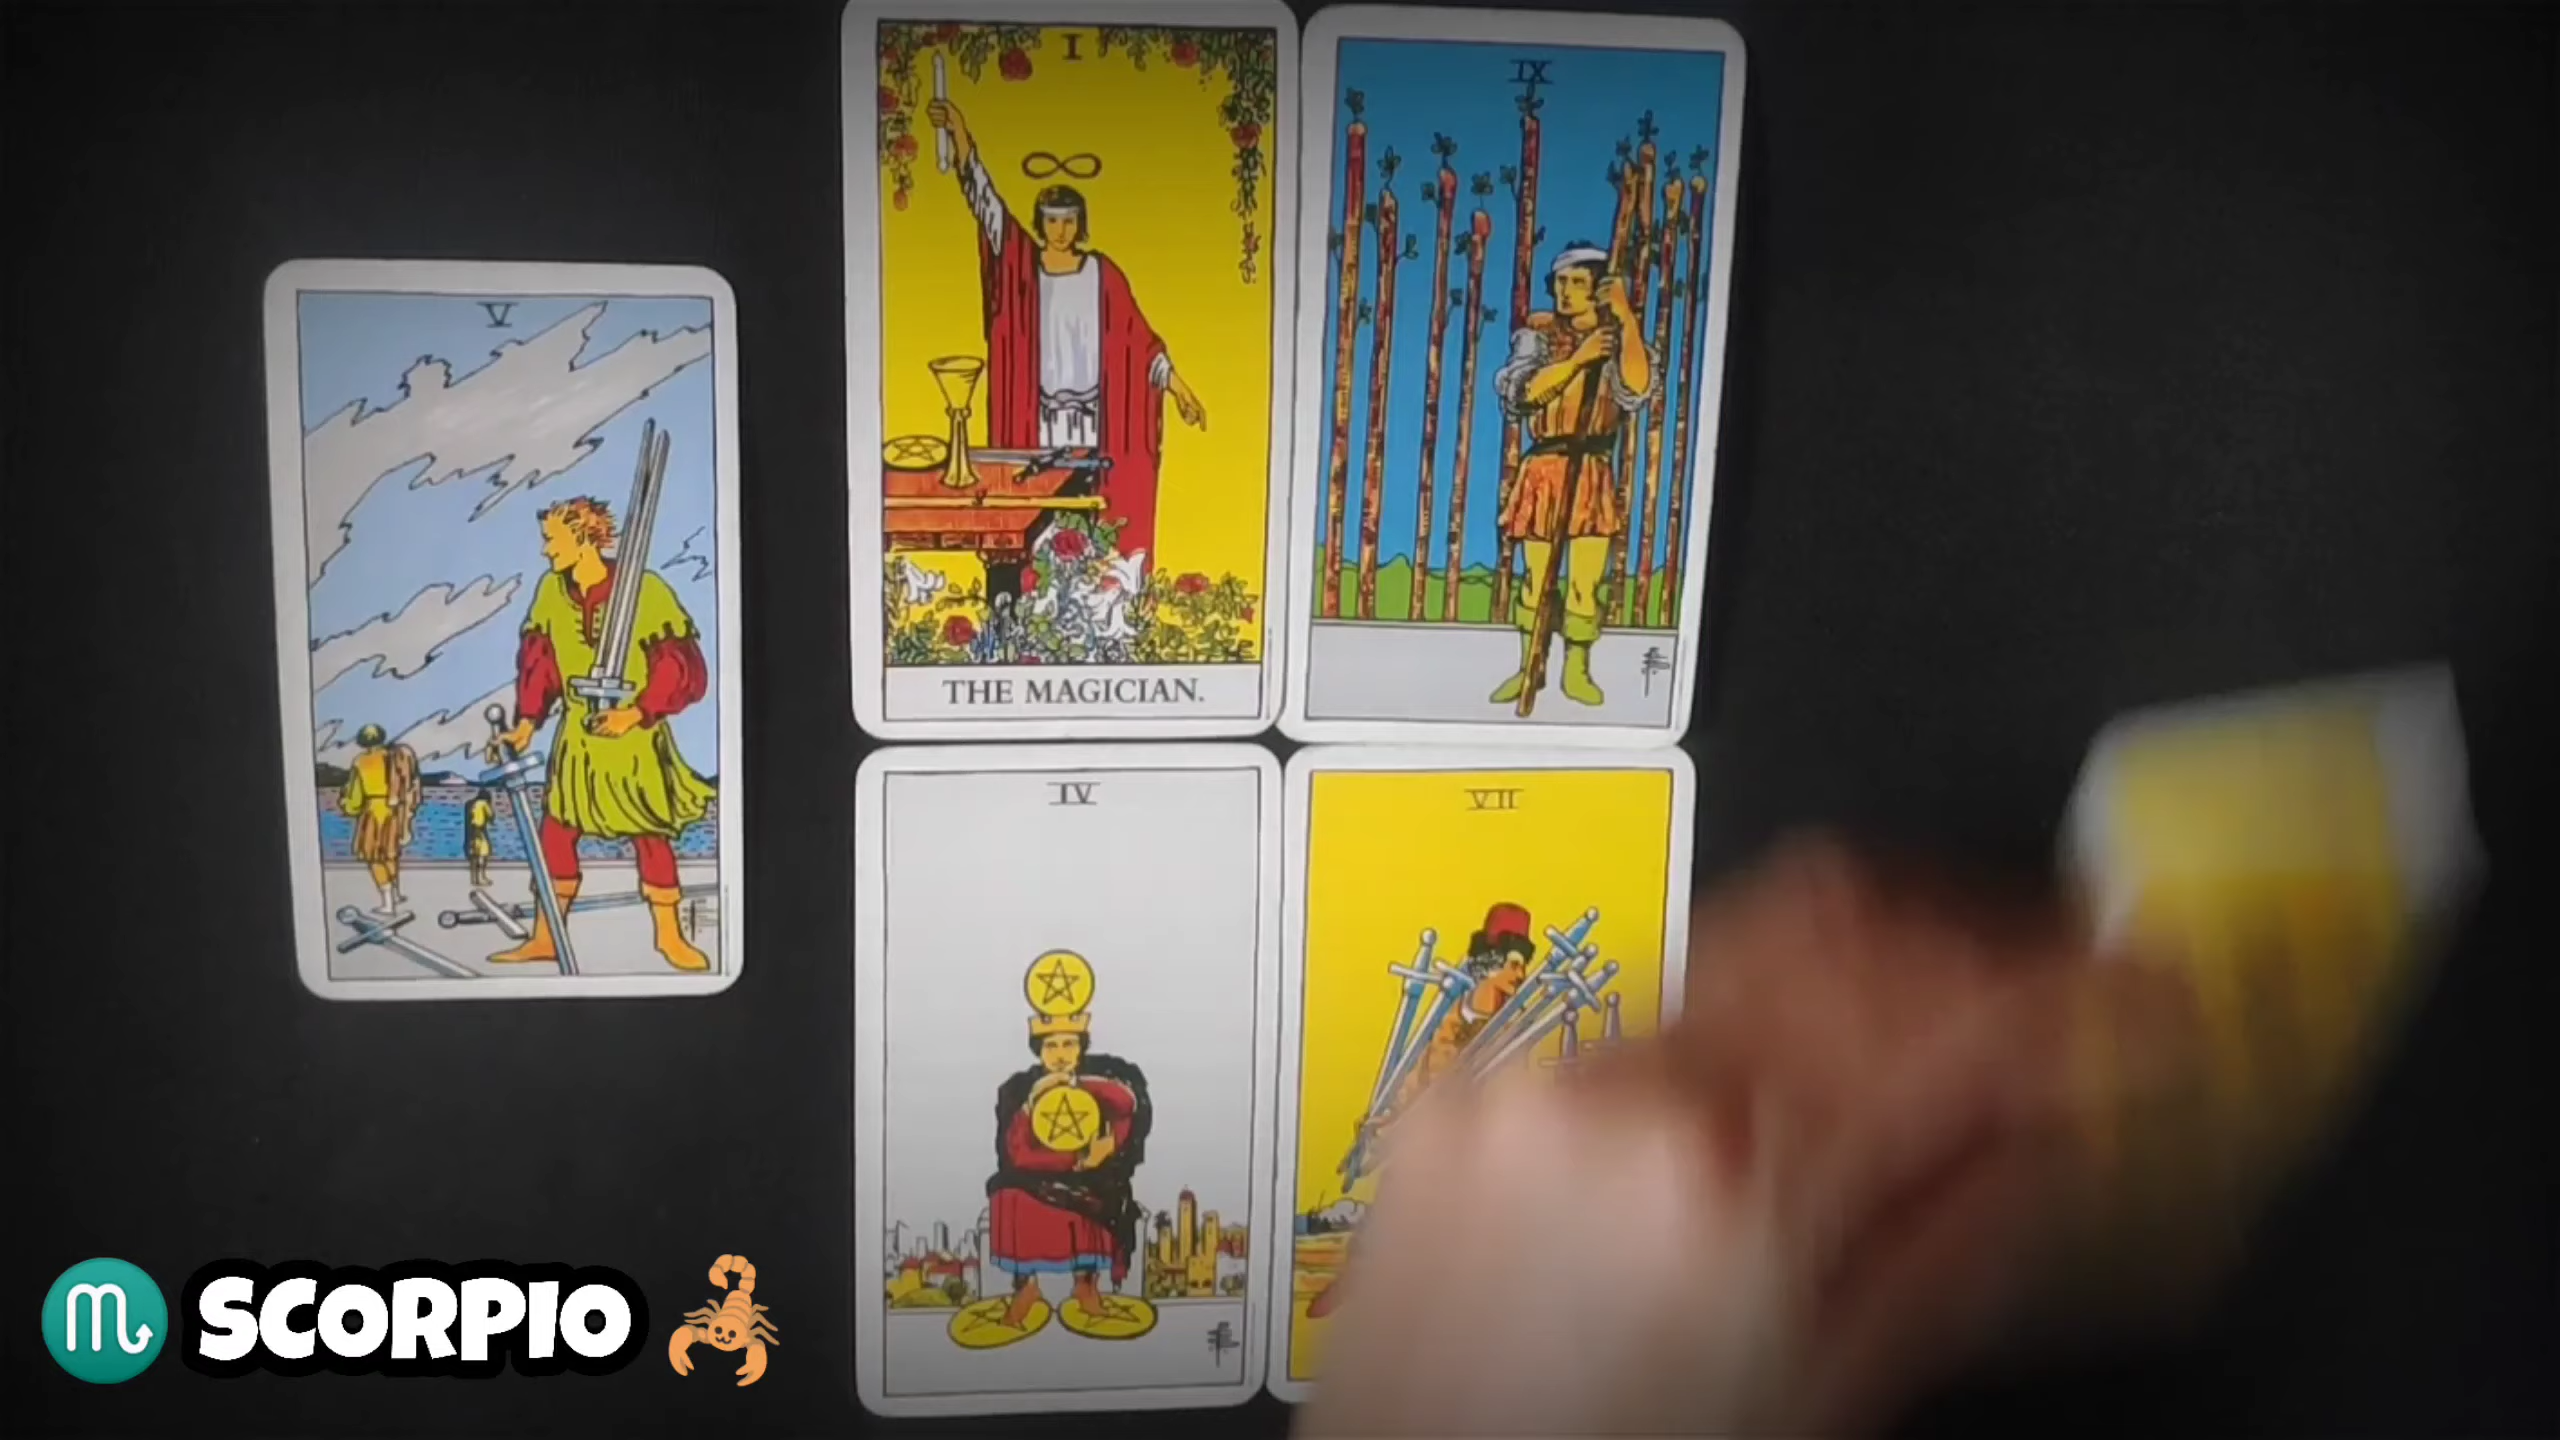 V
I
THE MAGICIAN.
IX
IV
VII
♏ SCORPIO 🦂